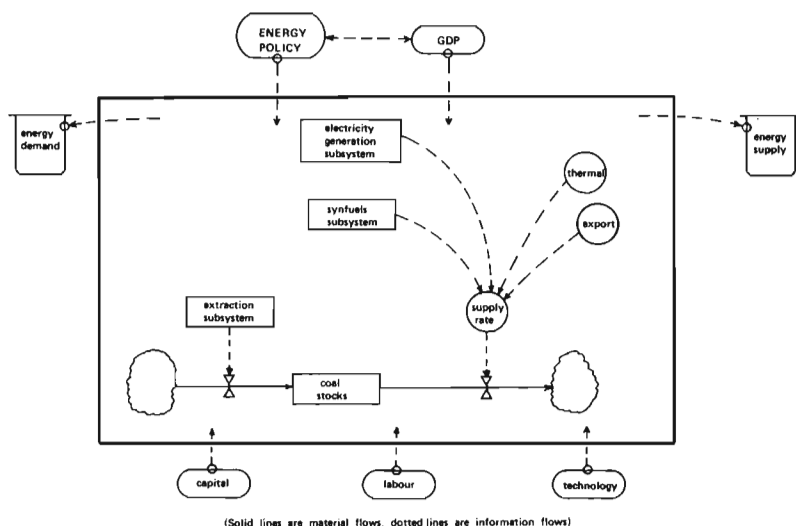 ENERGY
POLICY
GDP
energy
demand
electricity
generation
subsystem
energy
supply
thermal
synfuels
subsystem
export
extraction
subsystem
supply
rate
coal
stocks
capital
labour
technology
(Solid lines are material flows, dotted lines are information flows)